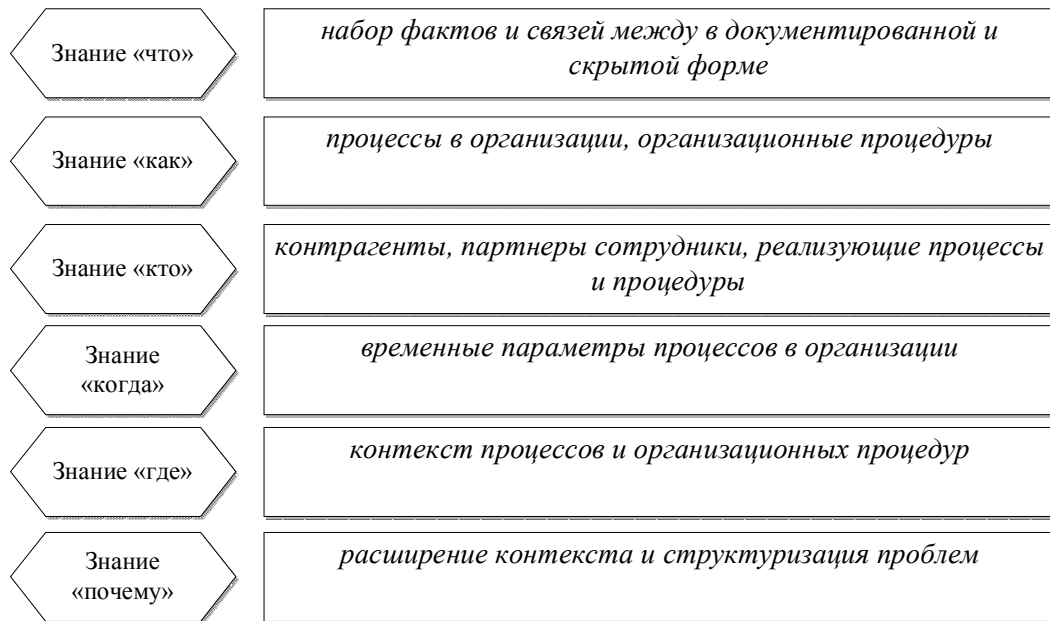 Знание «что»
набор фактов и связей между в документированной и
скрытой форме
Знание «как»
процессы в организации, организационные процедуры
Знание «кто»
контрагенты, партнеры сотрудники, реализующие процессы
и процедуры
Знание
«когда»
временные параметры процессов в организации
Знание «где»
контекст процессов и организационных процедур
Знание
«почему»
расширение контекста и структуризация проблем